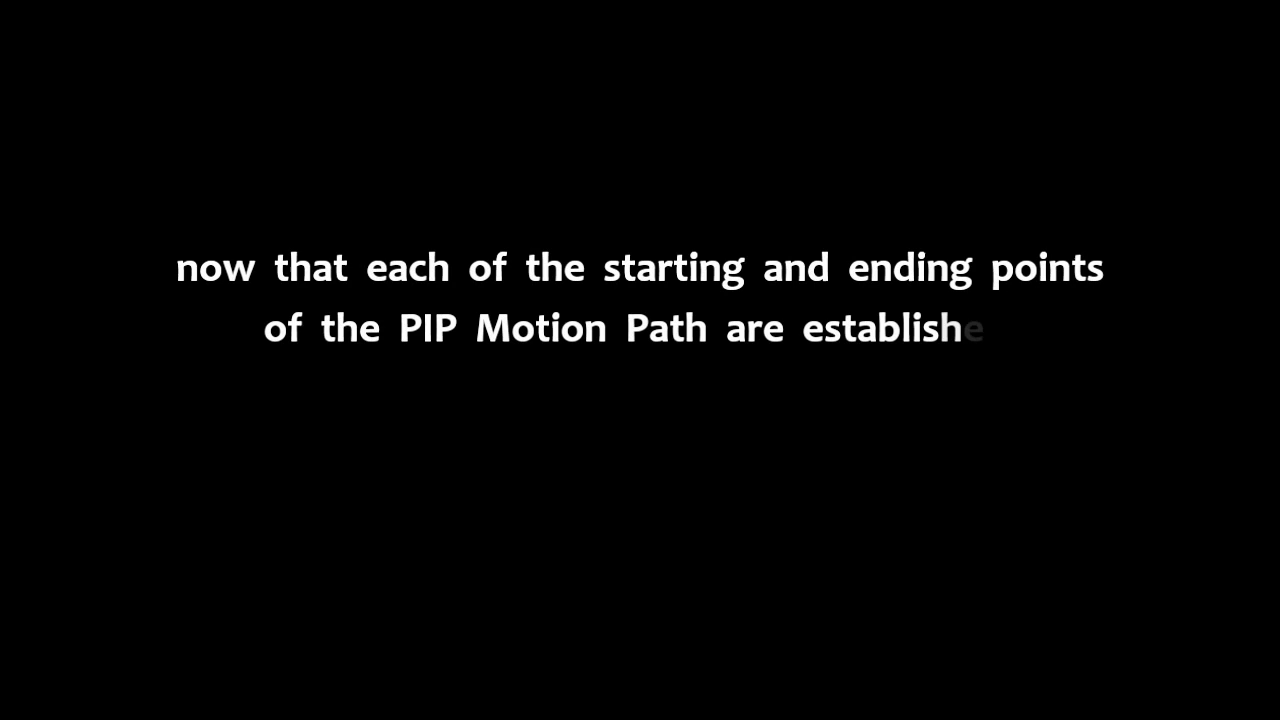 now that each of the starting and ending points
of the PIP Motion Path are establishe